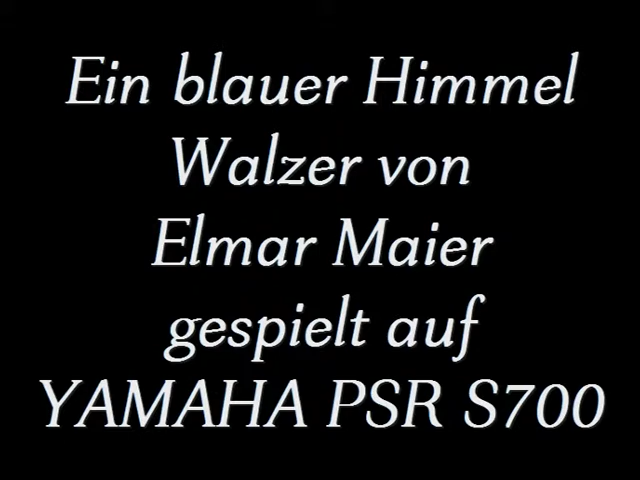 Ein blauer Himmel
Walzer von
Elmar Maier
gespielt auf
YAMAHA PSR S700